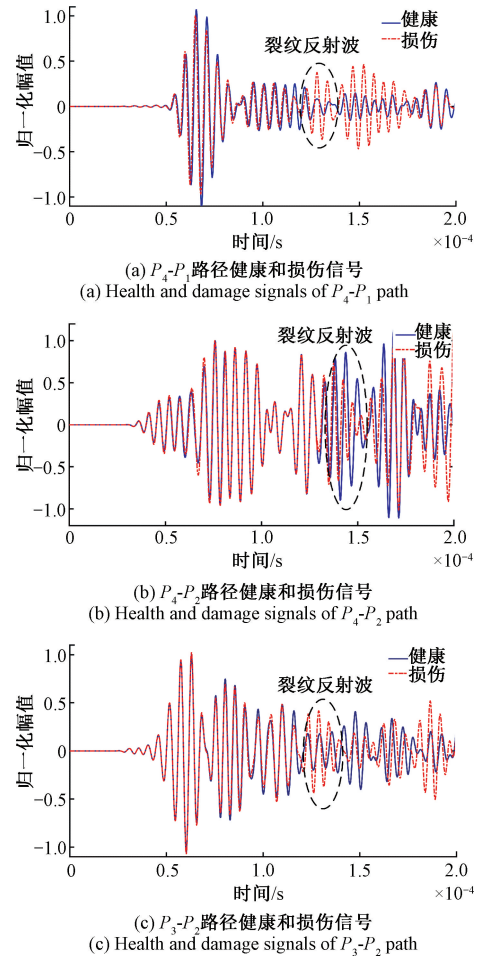 健康
损伤
裂纹反射波
归一化幅值
1.0
0.5
0
−0.5
−1.0
0 0.5 1.0 1.5 2.0
时间/s ×10⁻⁴
(a) P₄-P₁路径健康和损伤信号
(a) Health and damage signals of P₄-P₁ path
裂纹反射波
健康
损伤
归一化幅值
1.0
0.5
0
−0.5
−1.0
0 0.5 1.0 1.5 2.0
时间/s ×10⁻⁴
(b) P₄-P₂路径健康和损伤信号
(b) Health and damage signals of P₄-P₂ path
健康
损伤
裂纹反射波
归一化幅值
1.0
0.5
0
−0.5
−1.0
0 0.5 1.0 1.5 2.0
时间/s ×10⁻⁴
(c) P₃-P₂路径健康和损伤信号
(c) Health and damage signals of P₃-P₂ path